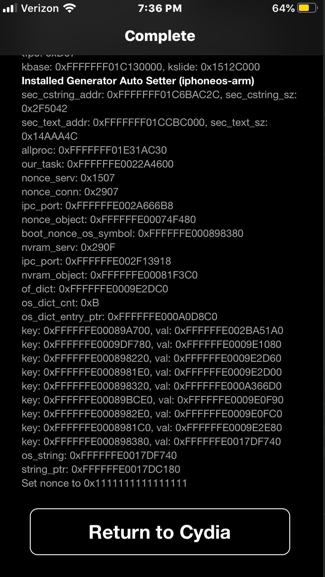 Verizon 7:36 PM 64%
Complete
kbase: 0xFFFFFFF01C130000, kslide: 0x1512C000
Installed Generator Auto Setter (iphoneos-arm)
sec_cstring_addr: 0xFFFFFFF01C6BAC2C, sec_cstring_sz:
0x2F5042
sec_text_addr: 0xFFFFFFF01CCBC000, sec_text_sz:
0x14AAA4C
allproc: 0xFFFFFFF01E31AC30
our_task: 0xFFFFFFE0022A4600
nonce_serv: 0x1507
nonce_conn: 0x2907
ipc_port: 0xFFFFFFE002A666B8
nonce_object: 0xFFFFFFE00074F480
boot_nonce_os_symbol: 0xFFFFFFE000898380
nvram_serv: 0x290F
ipc_port: 0xFFFFFFE002F13918
nvram_object: 0xFFFFFFE00081F3C0
of_dict: 0xFFFFFFE0009E2DC0
os_dict_cnt: 0xB
os_dict_entry_ptr: 0xFFFFFFE000A0D8C0
key: 0xFFFFFFE00089A700, val: 0xFFFFFFE002BA51A0
key: 0xFFFFFFE0009DF780, val: 0xFFFFFFE0009E1080
key: 0xFFFFFFE000898220, val: 0xFFFFFFE0009E2D60
key: 0xFFFFFFE0008981E0, val: 0xFFFFFFE0009E2D00
key: 0xFFFFFFE000898320, val: 0xFFFFFFE000A366D0
key: 0xFFFFFFE00089BCE0, val: 0xFFFFFFE0009E0F90
key: 0xFFFFFFE0008982E0, val: 0xFFFFFFE0009E0FC0
key: 0xFFFFFFE0008981C0, val: 0xFFFFFFE0009E2E80
key: 0xFFFFFFE000898380, val: 0xFFFFFFE0017DF740
os_string: 0xFFFFFFE0017DF740
string_ptr: 0xFFFFFFE0017DC180
Set nonce to 0x1111111111111111
Return to Cydia